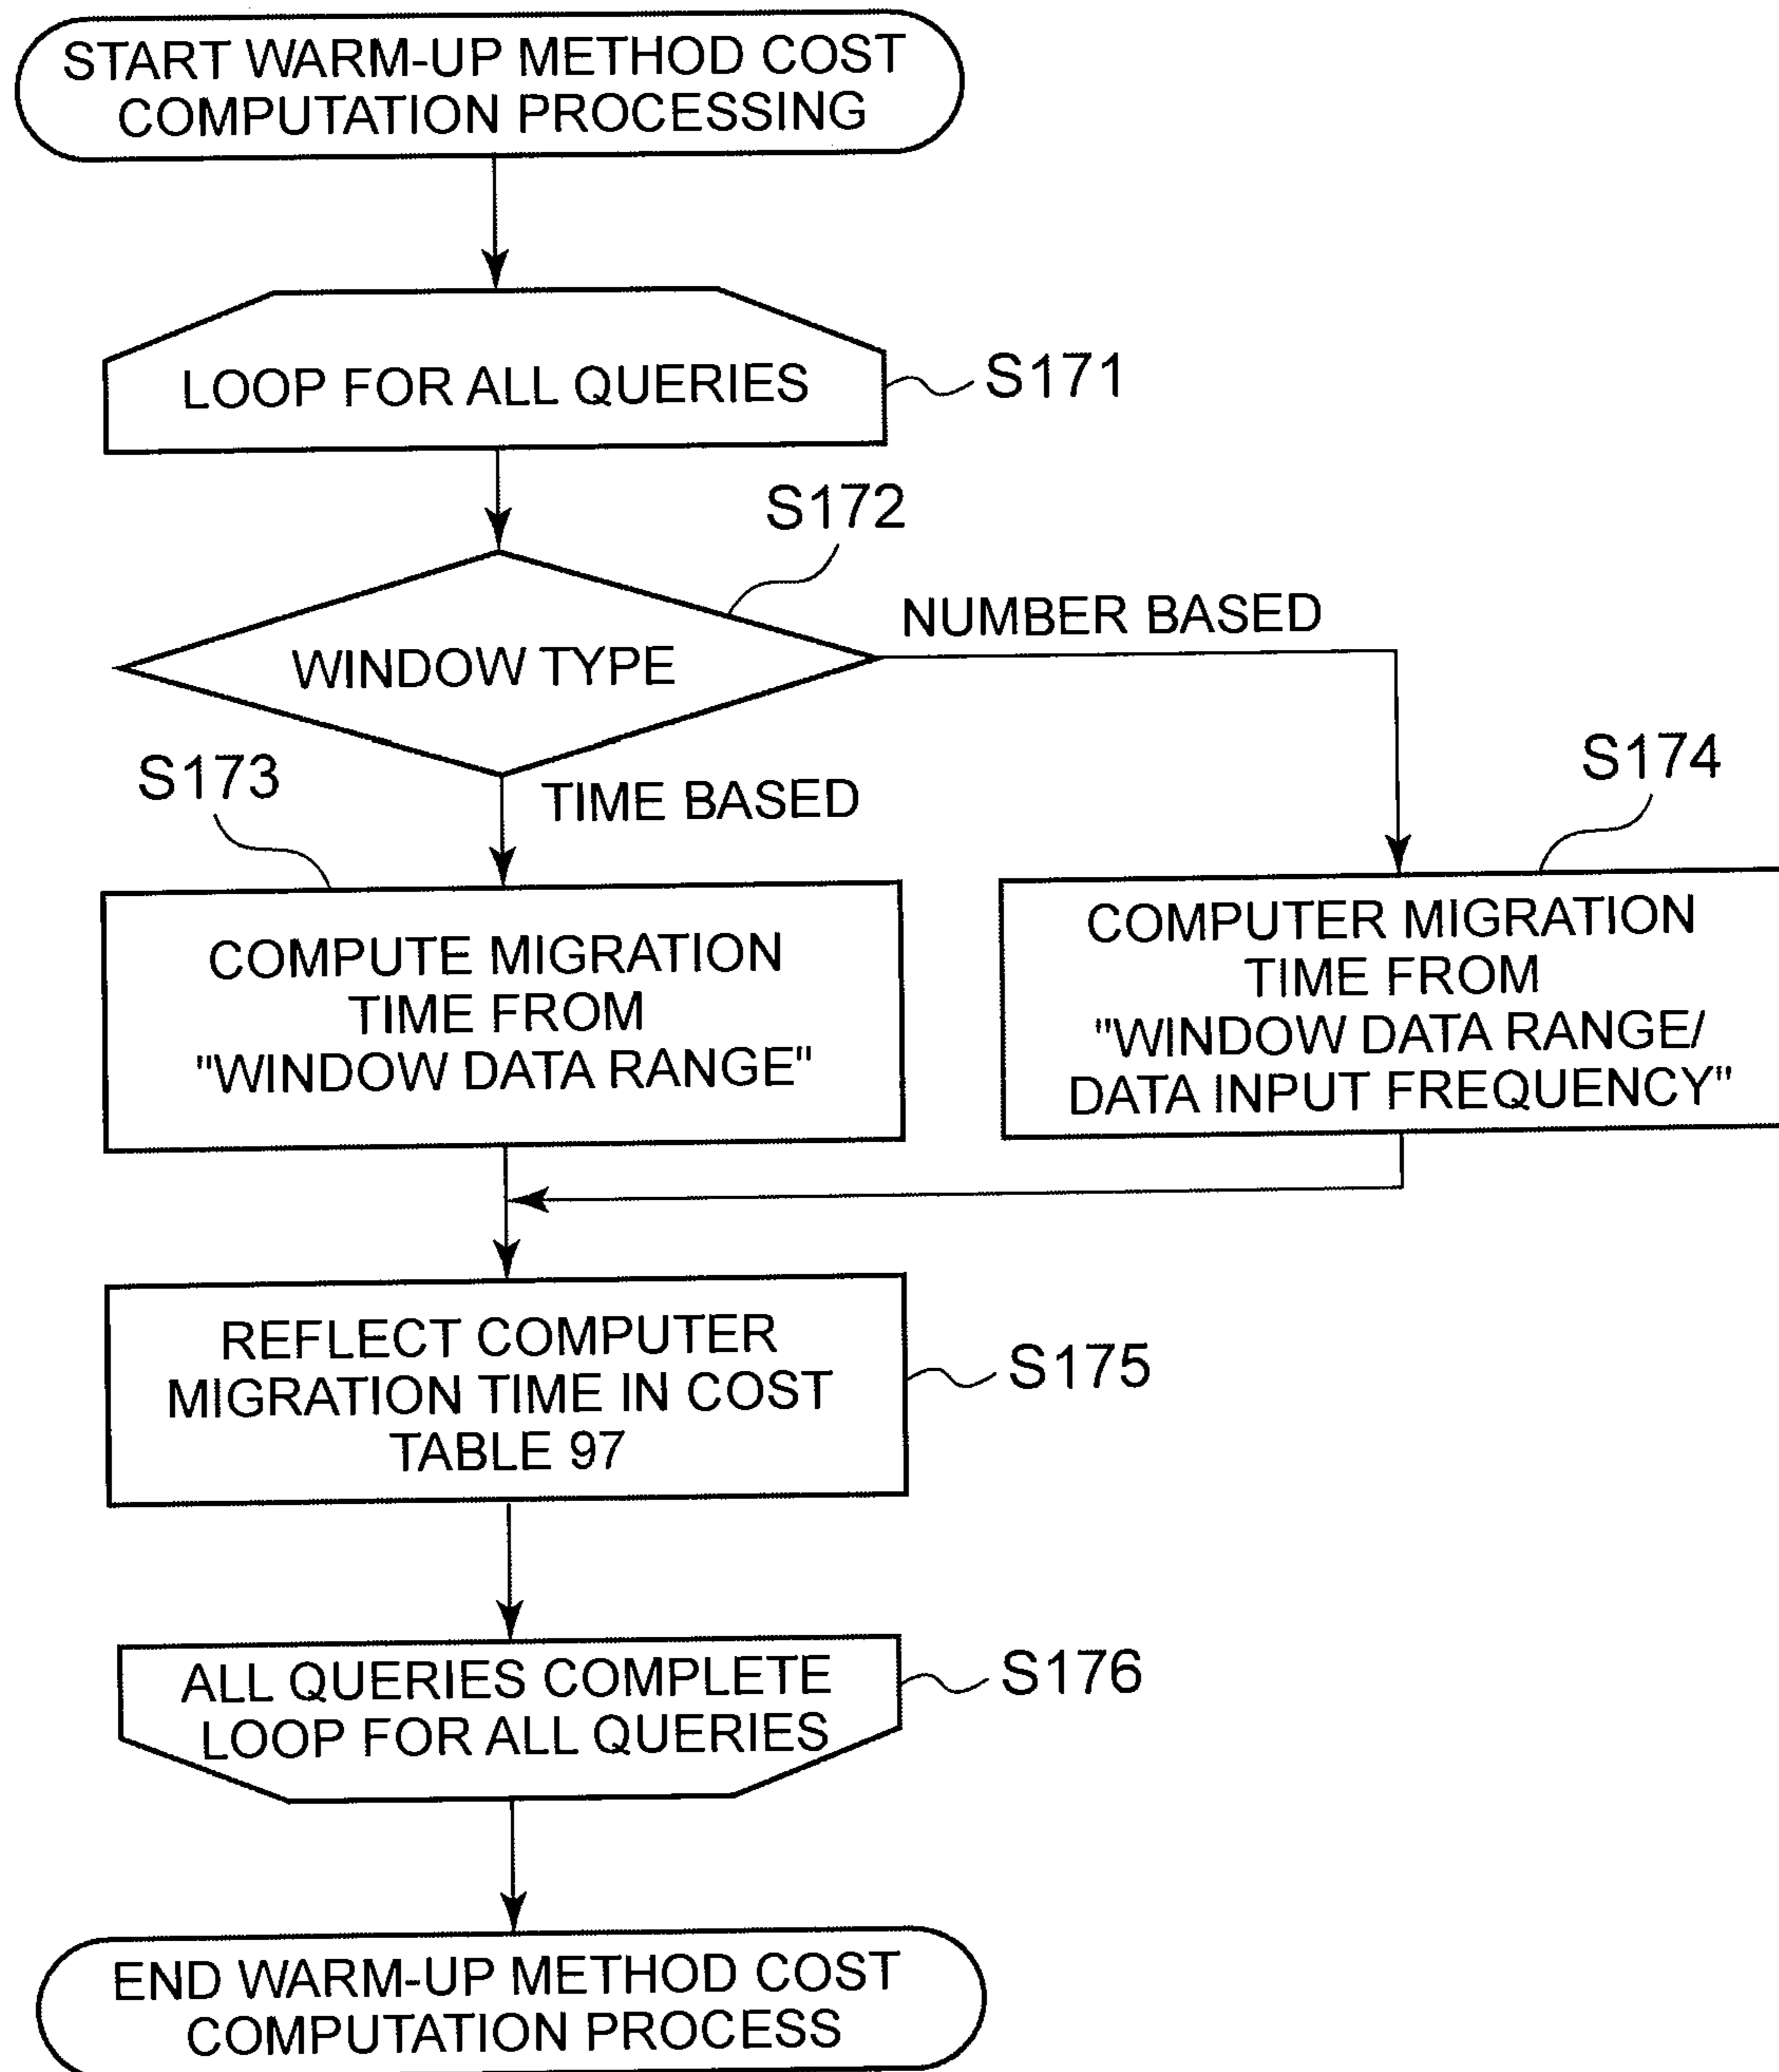 START WARM-UP METHOD COST
COMPUTATION PROCESSING
LOOP FOR ALL QUERIES
S171
S172
WINDOW TYPE
NUMBER BASED
TIME BASED
S173
COMPUTE MIGRATION
TIME FROM
"WINDOW DATA RANGE"
S174
COMPUTER MIGRATION
TIME FROM
"WINDOW DATA RANGE/
DATA INPUT FREQUENCY"
REFLECT COMPUTER
MIGRATION TIME IN COST
TABLE 97
S175
ALL QUERIES COMPLETE
LOOP FOR ALL QUERIES
S176
END WARM-UP METHOD COST
COMPUTATION PROCESS